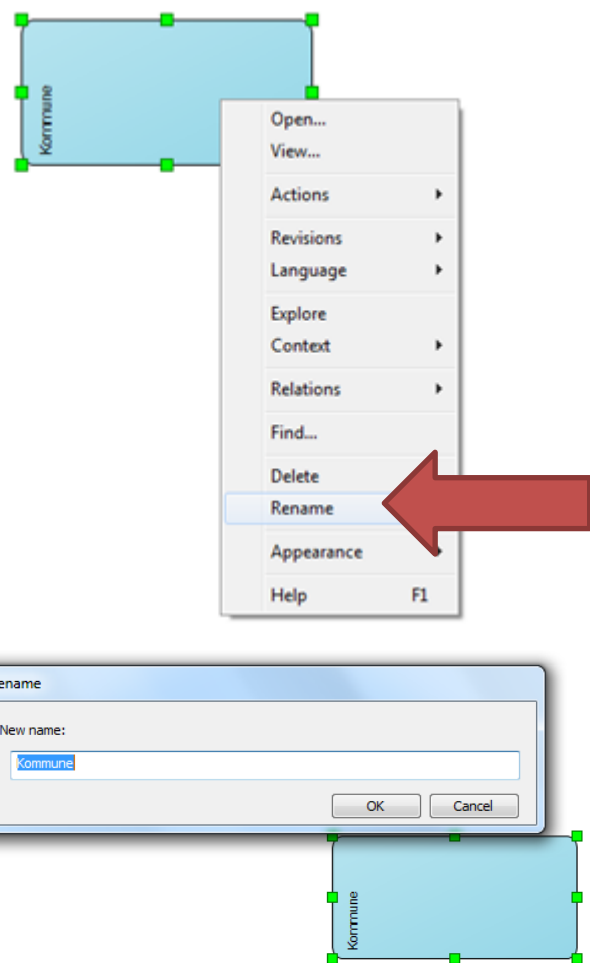 Kommune
Open...
View...
Actions
Revisions
Language
Explore
Context
Relations
Find...
Delete
Rename
Appearance
Help F1
ename
New name:
Kommune
OK Cancel
Kommune